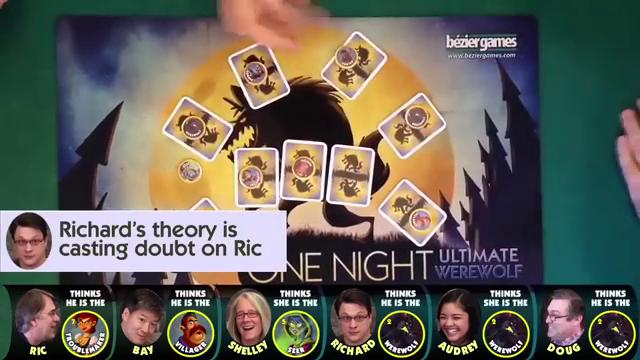 béziergames
www.beziergames.com
Richard's theory is
casting doubt on Ric
ONE NIGHT
ULTIMATE
WEREWOLF
THINKS
HE IS THE
TROUBLEMAKER
RIC
THINKS
HE IS THE
VILLAGER
BAY
THINKS
SHE IS THE
SEER
SHELLEY
THINKS
HE IS THE
WEREWOLF
RICHARD
THINKS
SHE IS THE
WEREWOLF
AUDREY
THINKS
HE IS THE
WEREWOLF
DOUG